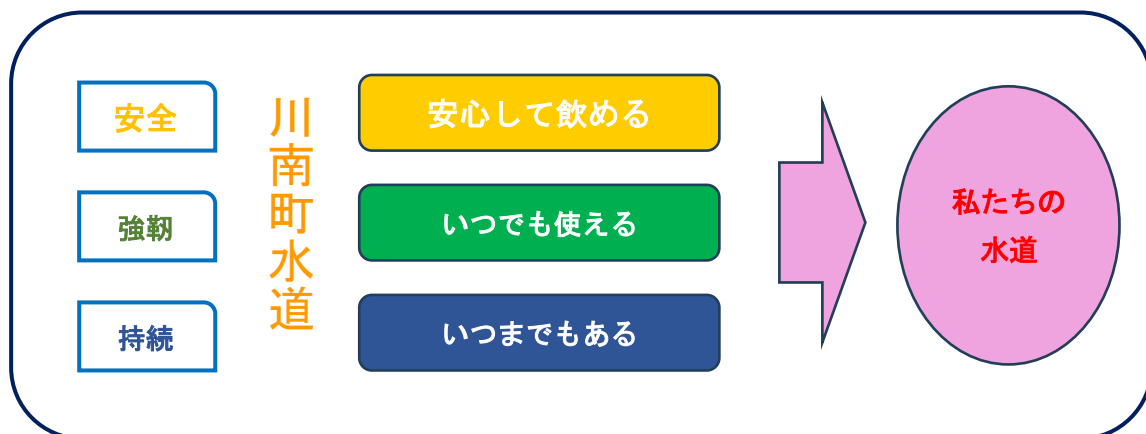 安全
強靭
持続
川南町水道
安心して飲める
いつでも使える
いつまでもある
私たちの
水道